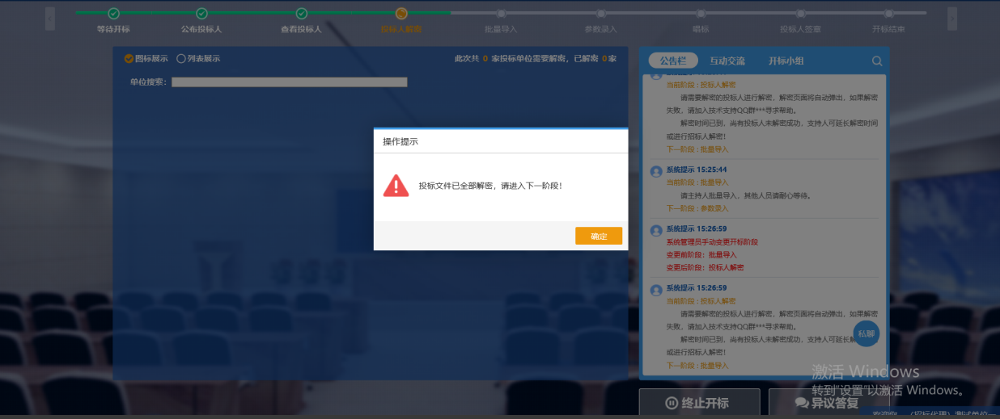 等待开标
公布投标人
查看投标人
投标人解密
批量导入
参数录入
唱标
投标人签章
开标结束
图标展示 列表展示
此次共 0 家投标单位需要解密，已解密 0家
单位搜索：
操作提示
投标文件已全部解密，请进入下一阶段！
确定
公告栏 互动交流 开标小组
当前阶段：投标人解密
请需要解密的投标人进行解密，解密页面将自动弹出，如果解密
失败，请加入技术支持QQ群***寻求帮助。
解密时间已到，尚有投标人未解密成功，支持人可延长解密时间
或进行招标人解密！
下一阶段：批量导入
系统提示 15:25:44
当前阶段：批量导入
请主持人批量导入，其他人员请耐心等待。
下一阶段：参数录入
系统提示 15:26:59
系统管理员手动变更开标阶段
变更前阶段：批量导入
变更后阶段：投标人解密
系统提示 15:26:59
当前阶段：投标人解密
请需要解密的投标人进行解密，解密页面将自动弹出，如果解密
失败，请加入技术支持QQ群***寻求帮助。
解密时间已到，尚有投标人未解密成功，支持人可延长
或进行招标人解密！
下一阶段：批量导入
私聊
激活 Windows
转到"设置"以激活 Windows。
终止开标
异议答复